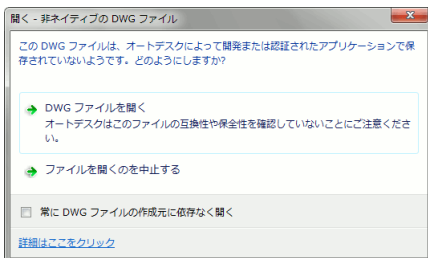 開く - 非ネイティブの DWG ファイル
この DWG ファイルは、オートデスクによって開発または認証されたアプリケーションで保
存されていないようです。どのようにしますか?
DWG ファイルを開く
オートデスクはこのファイルの互換性や保全性を確認していないことにご注意くださ
い。
ファイルを開くのを中止する
常に DWG ファイルの作成元に依存なく開く
詳細はここをクリック